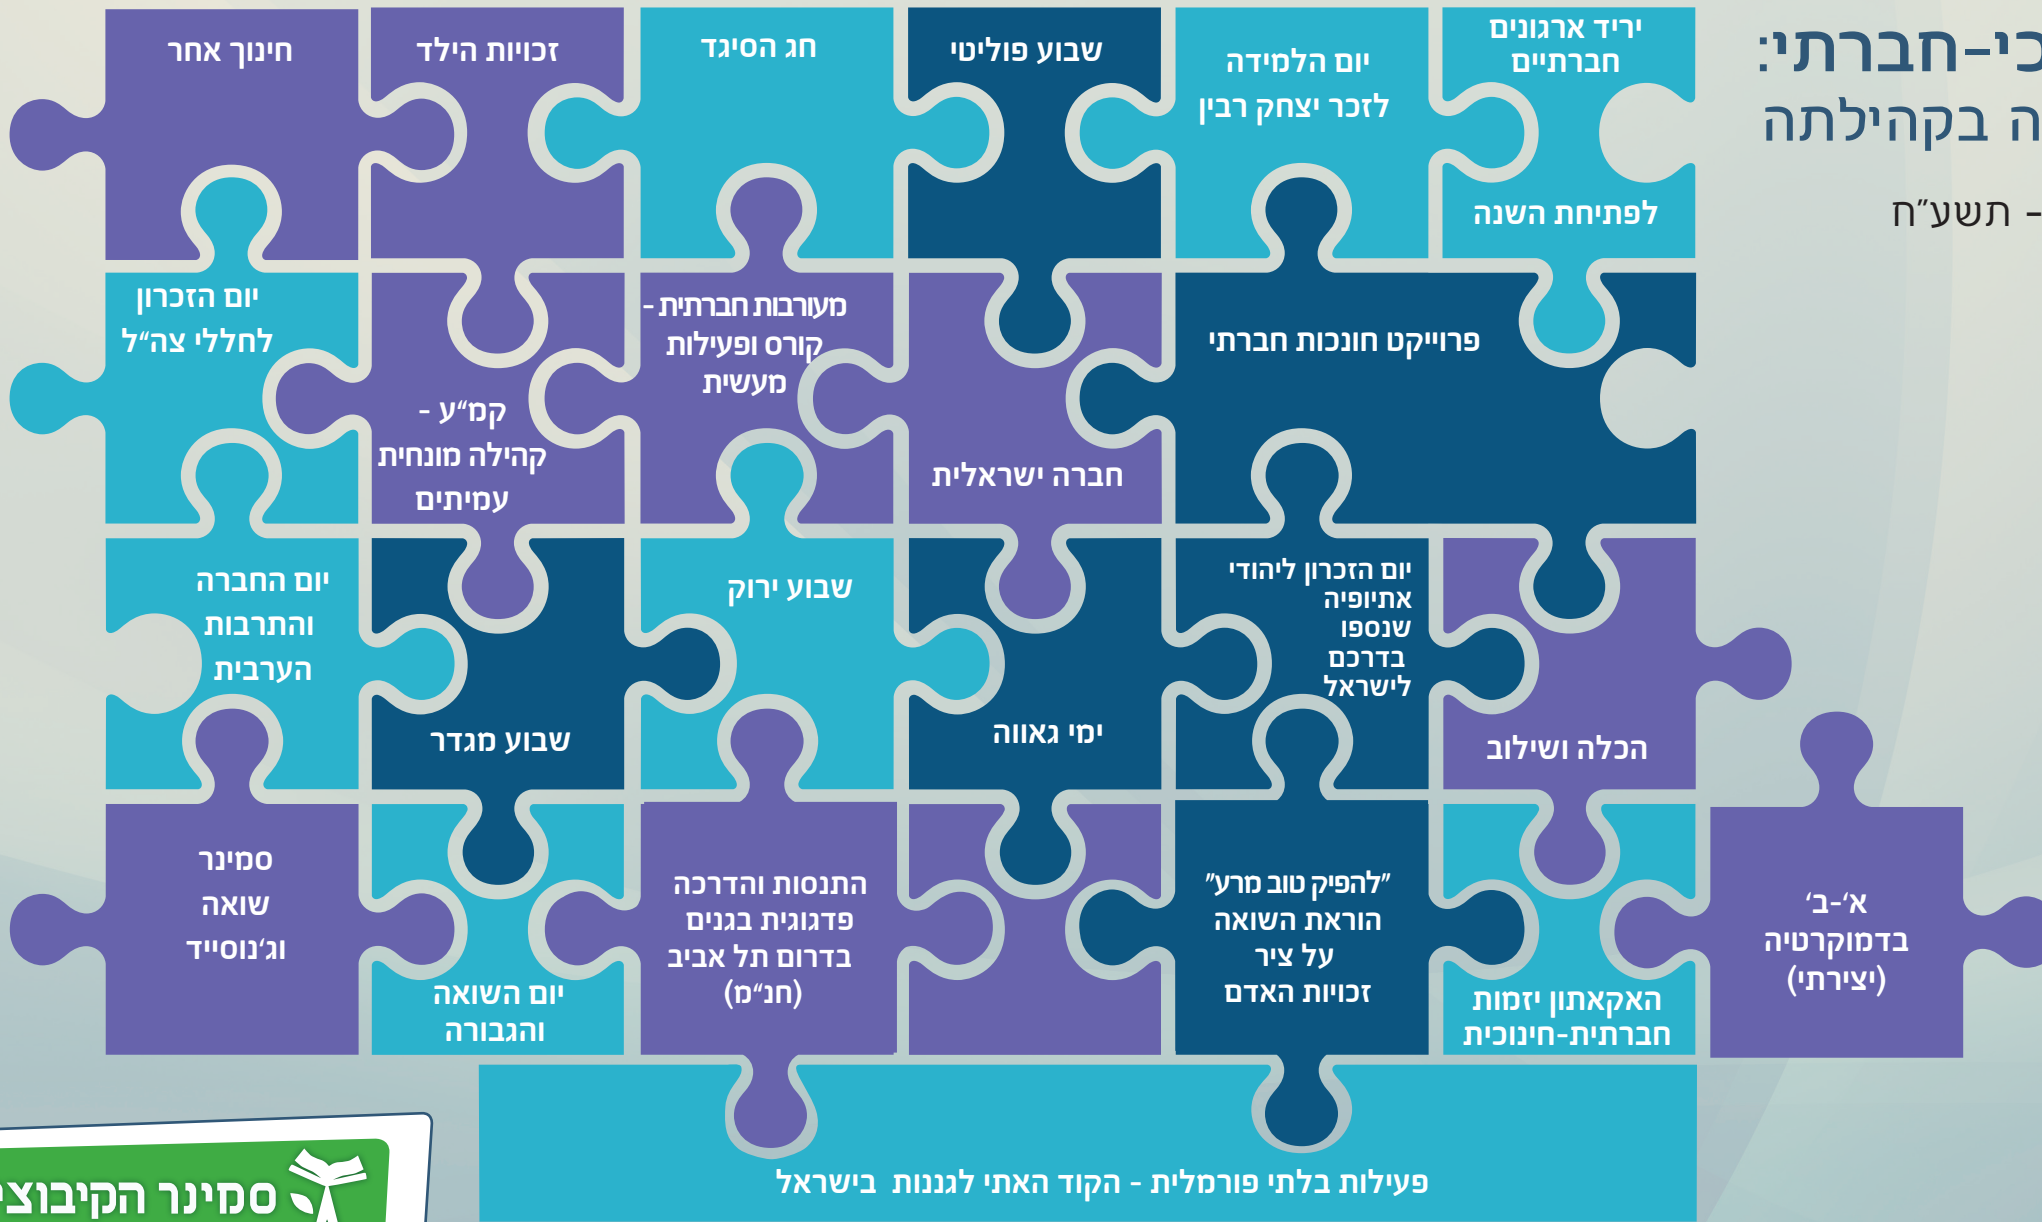 כי-חברתי:
ה בקהילתה
- תשע"ח
יריד ארגונים
חברתיים
לפתיחת השנה
יום הלמידה
לזכר יצחק רבין
שבוע פוליטי
חג הסיגד
זכויות הילד
חינוך אחר
פרוייקט חונכות חברתי
חברה ישראלית
מעורבות חברתית -
קורס ופעילות
מעשית
קמ"ע -
קהילה מונחית
עמיתים
יום הזכרון
לחללי צה"ל
הכלה ושילוב
יום הזכרון ליהודי
אתיופיה
שנספו
בדרכם
לישראל
ימי גאווה
שבוע ירוק
שבוע מגדר
יום החברה
והתרבות
הערבית
א'-ב'
בדמוקרטיה
(יצירתי)
האקאתון יזמות
חברתית-חינוכית
"להפיק טוב מרע"
הוראת השואה
על ציר
זכויות האדם
התנסות והדרכה
פדגוגית בגנים
בדרום תל אביב
(חנ"מ)
יום השואה
והגבורה
סמינר
שואה
וג'נוסייד
פעילות בלתי פורמלית - הקוד האתי לגננות בישראל
סמינר הקיבוצי